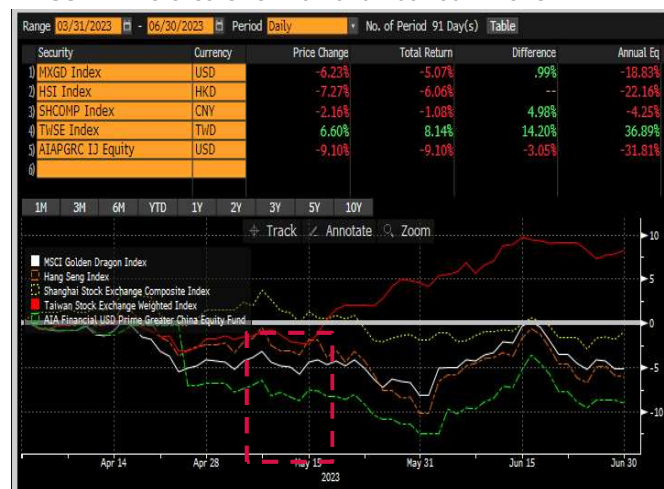 Range 03/31/2023 - 06/30/2023 Period Daily No. of Period 91 Day(s) Table
Security Currency Price Change Total Return Difference Annual Eq
1) MXGD Index USD -6.23% -5.07% .99% -18.83%
2) HSI Index HKD -7.27% -6.06% -- -22.16%
3) SHCOMP Index CNY -2.16% -1.08% 4.98% -4.25%
4) TWSE Index TWD 6.60% 8.14% 14.20% 36.89%
5) AIAPGRC IJ Equity USD -9.10% -9.10% -3.05% -31.81%
6)
1M 3M 6M YTD 1Y 2Y 3Y 5Y 10Y
Track Annotate Zoom
MSCI Golden Dragon Index
Hang Seng Index
Shanghai Stock Exchange Composite Index
Taiwan Stock Exchange Weighted Index
AIA Financial USD Prime Greater China Equity Fund
10
5
0
-5
-10
Apr 14 Apr 28 May 15 May 31 Jun 15 Jun 30
2023